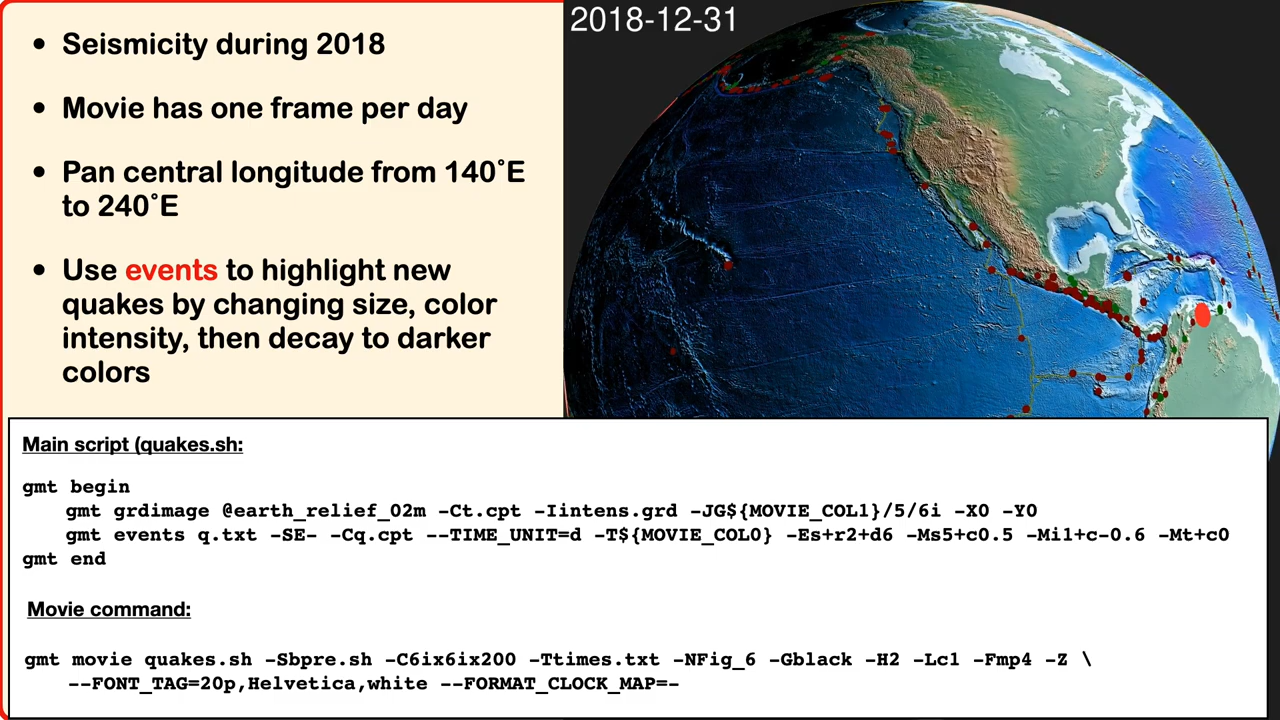 • Seismicity during 2018
• Movie has one frame per day
• Pan central longitude from 140˚E
to 240˚E
• Use events to highlight new
quakes by changing size, color
intensity, then decay to darker
colors
2018-12-31
Main script (quakes.sh:
gmt begin
gmt grdimage @earth_relief_02m -Ct.cpt -Iintens.grd -JG${MOVIE_COL1}/5/6i -X0 -Y0
gmt events q.txt -SE- -Cq.cpt --TIME_UNIT=d -T${MOVIE_COL0} -Es+r2+d6 -Ms5+c0.5 -Mi1+c-0.6 -Mt+c0
gmt end
Movie command:
gmt movie quakes.sh -Sbpre.sh -C6ix6ix200 -Ttimes.txt -NFig_6 -Gblack -H2 -Lc1 -Fmp4 -Z \
--FONT_TAG=20p,Helvetica,white --FORMAT_CLOCK_MAP=-